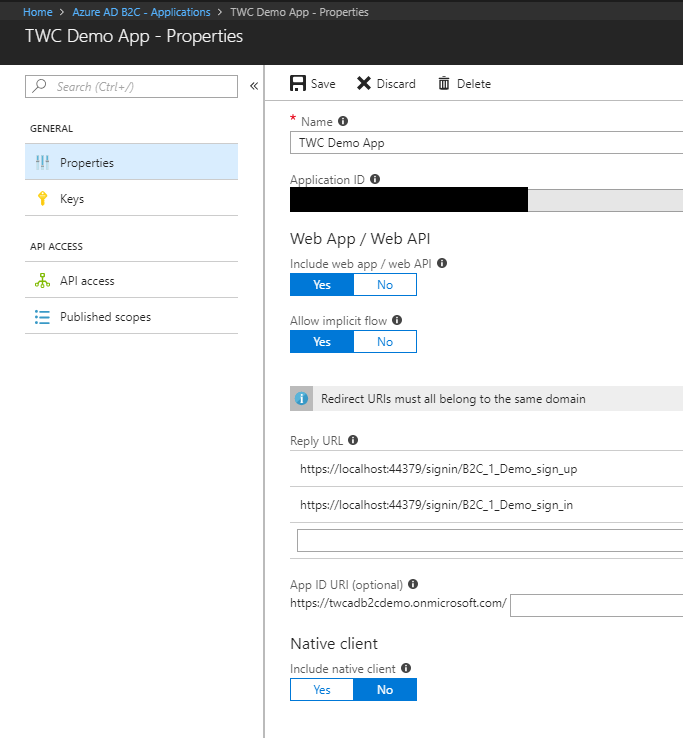 Home > Azure AD B2C - Applications > TWC Demo App - Properties
TWC Demo App - Properties
Search (Ctrl+/)
«
GENERAL
Properties
Keys
API ACCESS
API access
Published scopes
Save Discard Delete
* Name
TWC Demo App
Application ID
Web App / Web API
Include web app / web API
Yes No
Allow implicit flow
Yes No
Redirect URIs must all belong to the same domain
Reply URL
https://localhost:44379/signin/B2C_1_Demo_sign_up
https://localhost:44379/signin/B2C_1_Demo_sign_in
App ID URI (optional)
https://twcadb2cdemo.onmicrosoft.com/
Native client
Include native client
Yes No